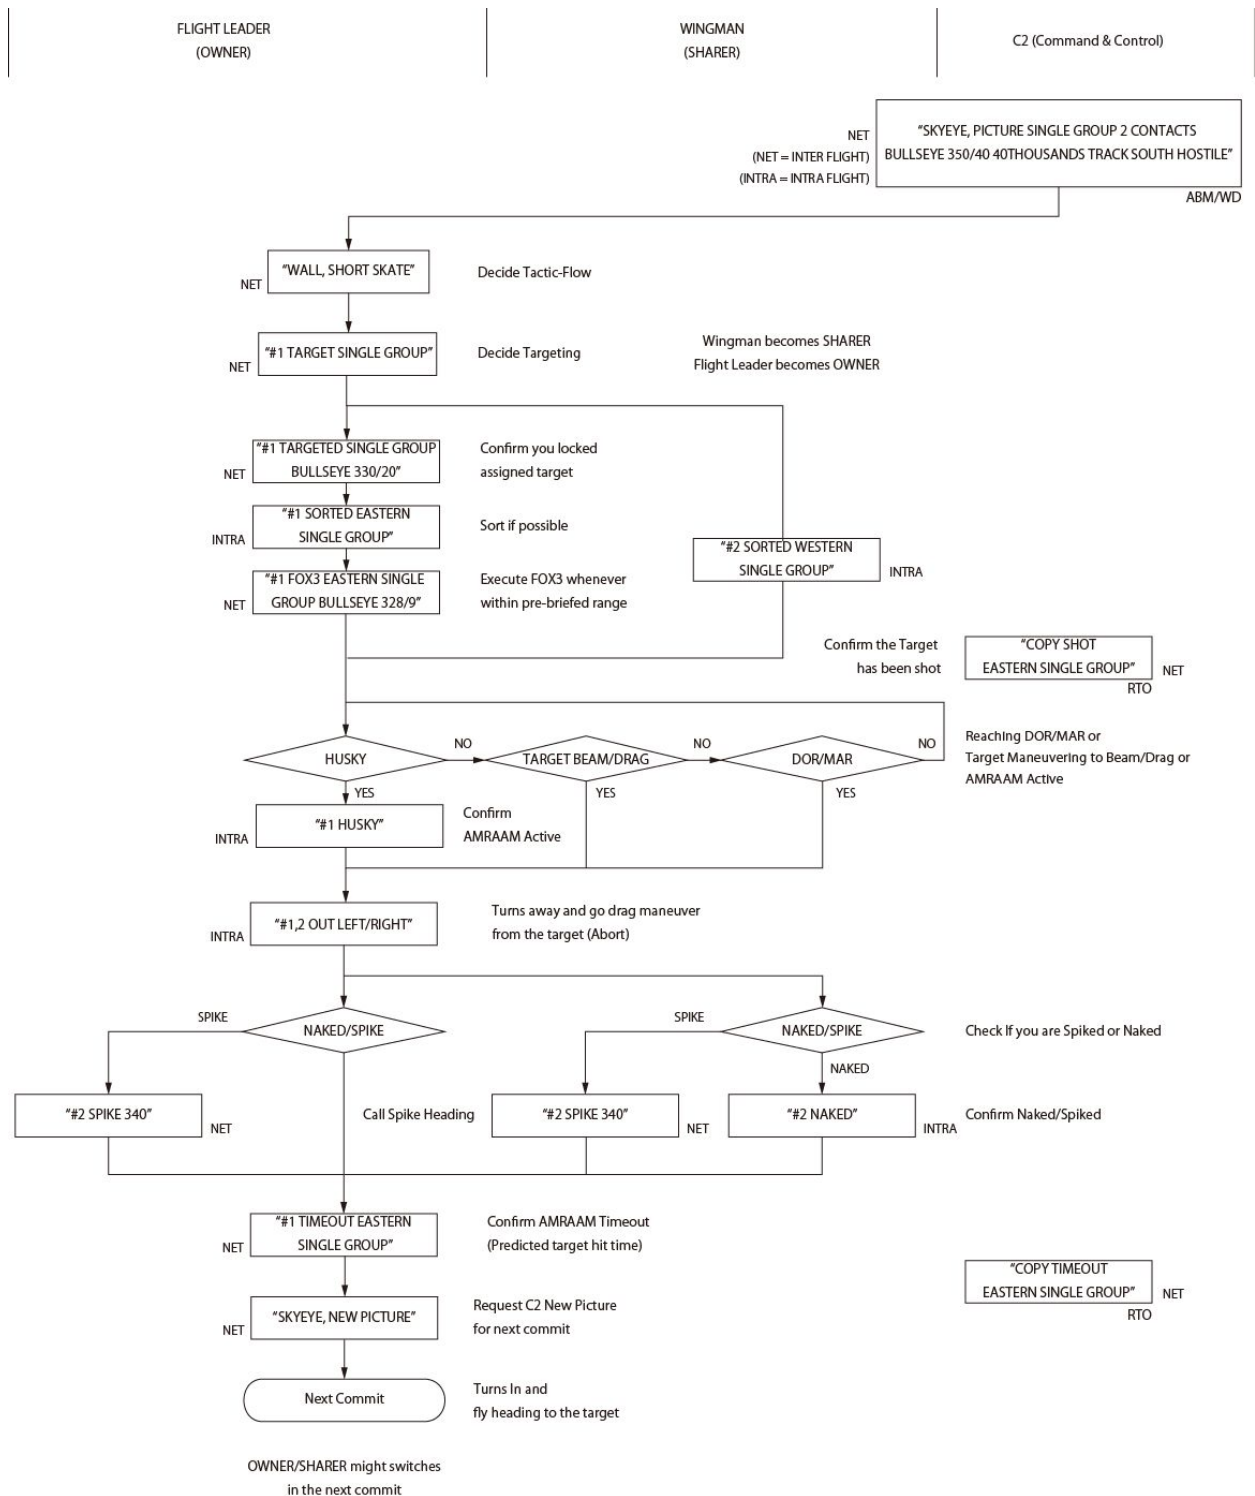 FLIGHT LEADER
(OWNER)
WINGMAN
(SHARER)
C2 (Command & Control)
NET
(NET = INTER FLIGHT)
(INTRA = INTRA FLIGHT)
“SKYEYE, PICTURE SINGLE GROUP 2 CONTACTS
BULLSEYE 350/40 40THOUSANDS TRACK SOUTH HOSTILE”
ABM/WD
“WALL, SHORT SKATE”
NET
Decide Tactic-Flow
“#1 TARGET SINGLE GROUP”
NET
Decide Targeting
Wingman becomes SHARER
Flight Leader becomes OWNER
“#1 TARGETED SINGLE GROUP
BULLSEYE 330/20”
NET
Confirm you locked
assigned target
“#1 SORTED EASTERN
SINGLE GROUP”
INTRA
Sort if possible
“#2 SORTED WESTERN
SINGLE GROUP”
INTRA
“#1 FOX3 EASTERN SINGLE
GROUP BULLSEYE 328/9”
NET
Execute FOX3 whenever
within pre-briefed range
Confirm the Target
has been shot
“COPY SHOT
EASTERN SINGLE GROUP”
NET
RTO
HUSKY
NO
TARGET BEAM/DRAG
NO
DOR/MAR
NO
Reaching DOR/MAR or
Target Maneuvering to Beam/Drag or
AMRAAM Active
YES
YES
YES
“#1 HUSKY”
INTRA
Confirm
AMRAAM Active
“#1,2 OUT LEFT/RIGHT”
INTRA
Turns away and go drag maneuver
from the target (Abort)
SPIKE
NAKED/SPIKE
SPIKE
NAKED/SPIKE
Check If you are Spiked or Naked
NAKED
“#2 SPIKE 340”
NET
Call Spike Heading
“#2 SPIKE 340”
NET
“#2 NAKED”
INTRA
Confirm Naked/Spiked
“#1 TIMEOUT EASTERN
SINGLE GROUP”
NET
Confirm AMRAAM Timeout
(Predicted target hit time)
“COPY TIMEOUT
EASTERN SINGLE GROUP”
NET
RTO
“SKYEYE, NEW PICTURE”
NET
Request C2 New Picture
for next commit
Next Commit
Turns In and
fly heading to the target
OWNER/SHARER might switches
in the next commit